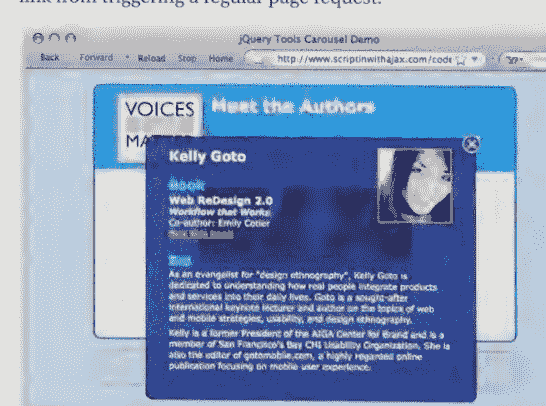 link from triggering a regular page request.
jQuery Tools Carousel Demo
Back Forward Reload Stop Home http://www.scriptinwithajax.com/code
VOICES
Meet the Authors
MA
Kelly Goto
Book
Web ReDesign 2.0
Workflow that Works
Co-author: Emily Cotler
Bio
As an evangelist for "design ethnography", Kelly Goto is
dedicated to understanding how real people integrate products
and services into their daily lives. Goto is a sought-after
international keynote lecturer and author on the topics of web
and mobile strategies, usability, and design ethnography.
Kelly is a former President of the AIGA Center for Brand and is a
member of San Francisco's Bay CHI Usability Organization. She is
also the editor of gotomobile.com, a highly regarded online
publication focusing on mobile user experience.